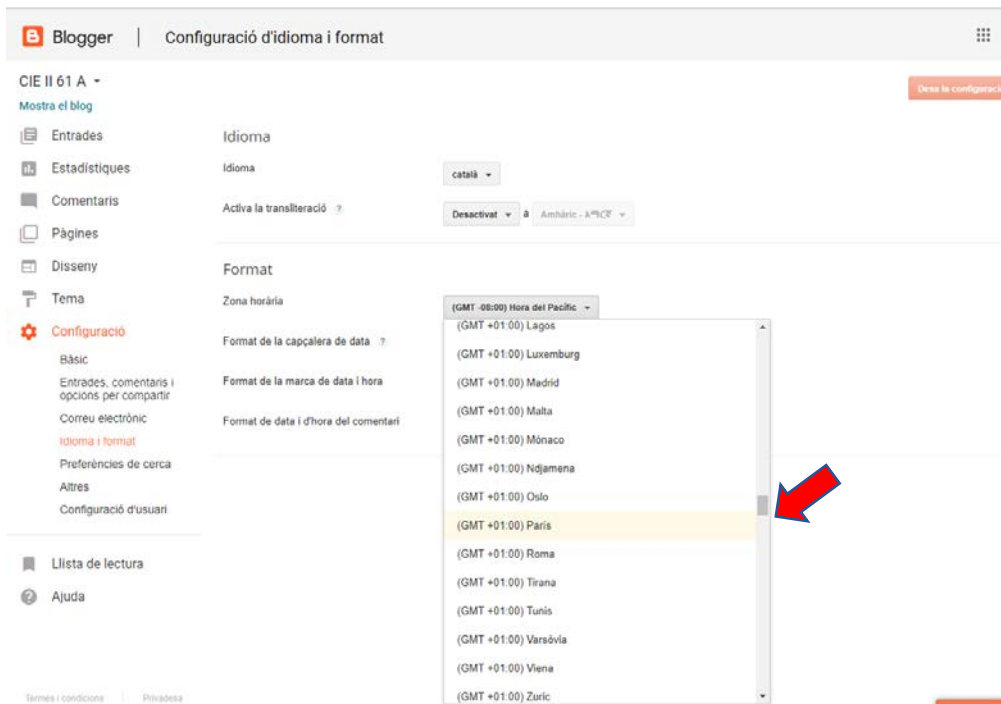 Blogger | Configuració d'idioma i format
CIE II 61 A
Mostra el blog
Desa la configuraci
Entrades
Estadístiques
Comentaris
Pàgines
Disseny
Tema
Configuració
Bàsic
Entrades, comentaris i
opcions per compartir
Correu electrònic
Idioma i format
Preferències de cerca
Altres
Configuració d'usuari
Llista de lectura
Ajuda
Termes i condicions | Privadesa
Idioma
Idioma
català
Activa la transliteració ?
Desactivat a Amhàric - አማርኛ
Format
Zona horària
(GMT -08:00) Hora del Pacífic
Format de la capçalera de data ?
Format de la marca de data i hora
Format de data i d'hora del comentari
(GMT +01:00) Lagos
(GMT +01:00) Luxemburg
(GMT +01:00) Madrid
(GMT +01:00) Malta
(GMT +01:00) Mònaco
(GMT +01:00) Ndjamena
(GMT +01:00) Oslo
(GMT +01:00) París
(GMT +01:00) Roma
(GMT +01:00) Tirana
(GMT +01:00) Tunis
(GMT +01:00) Varsòvia
(GMT +01:00) Viena
(GMT +01:00) Zuric